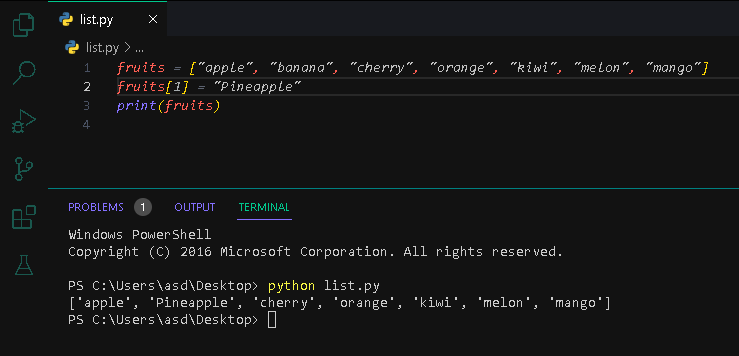 list.py ×
list.py > ...
1 fruits = ["apple", "banana", "cherry", "orange", "kiwi", "melon", "mango"]
2 fruits[1] = "Pineapple"
3 print(fruits)
4
PROBLEMS 1 OUTPUT TERMINAL
Windows PowerShell
Copyright (C) 2016 Microsoft Corporation. All rights reserved.
PS C:\Users\asd\Desktop> python list.py
['apple', 'Pineapple', 'cherry', 'orange', 'kiwi', 'melon', 'mango']
PS C:\Users\asd\Desktop>